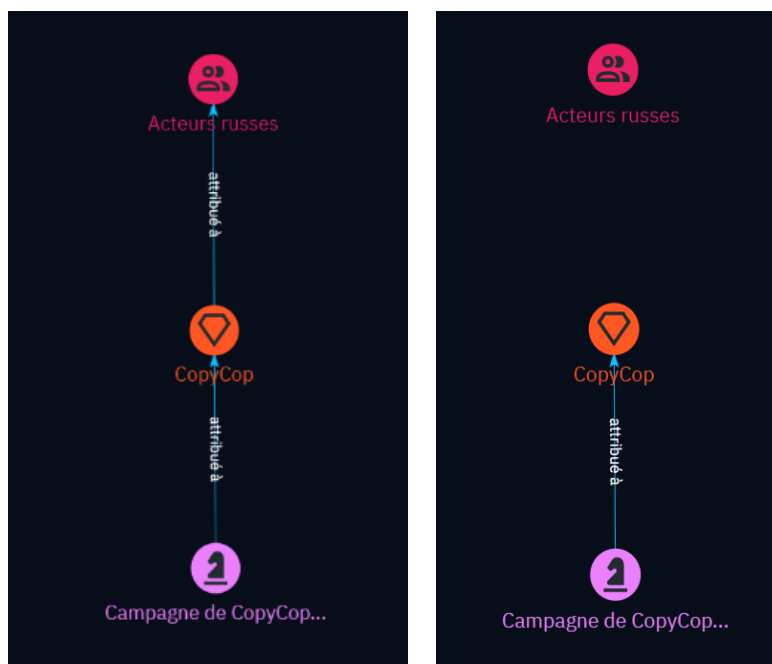 Acteurs russes
attribué à
CopyCop
attribué à
Campagne de CopyCop...
Acteurs russes
CopyCop
attribué à
Campagne de CopyCop...